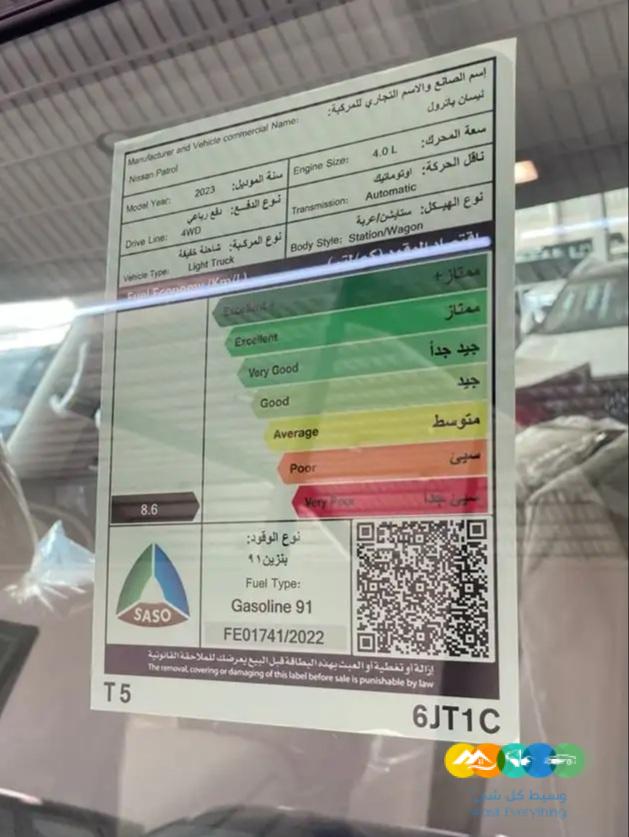 إسم الصانع والاسم التجاري للمركبة:
Manufacturer and Vehicle commercial Name:
نيسان باترول
Nissan Patrol
سنة الموديل:
Model Year: 2023
سعة المحرك:
Engine Size: 4.0 L
نوع الدفع: دفع رباعي
Drive Line: 4WD
ناقل الحركة: اوتوماتيك
Transmission: Automatic
نوع المركبة: شاحنة خفيفة
Vehicle Type: Light Truck
نوع الهيكل: ستايشن/عربة
Body Style: Station/Wagon
Fuel Economy (Km/L)
Excellent+ ممتاز+
Excellent ممتاز
Very Good جيد جداً
Good جيد
Average متوسط
Poor سيئ
Very Poor سيئ جداً
8.6
SASO
نوع الوقود:
بنزين ٩١
Fuel Type:
Gasoline 91
FE01741/2022
إزالة أو تغطية أو العبث بهذه البطاقة قبل البيع يعرضك للملاحقة القانونية
The removal, covering or damaging of this label before sale is punishable by law
T 5
6JT1C
وسيط كل شي